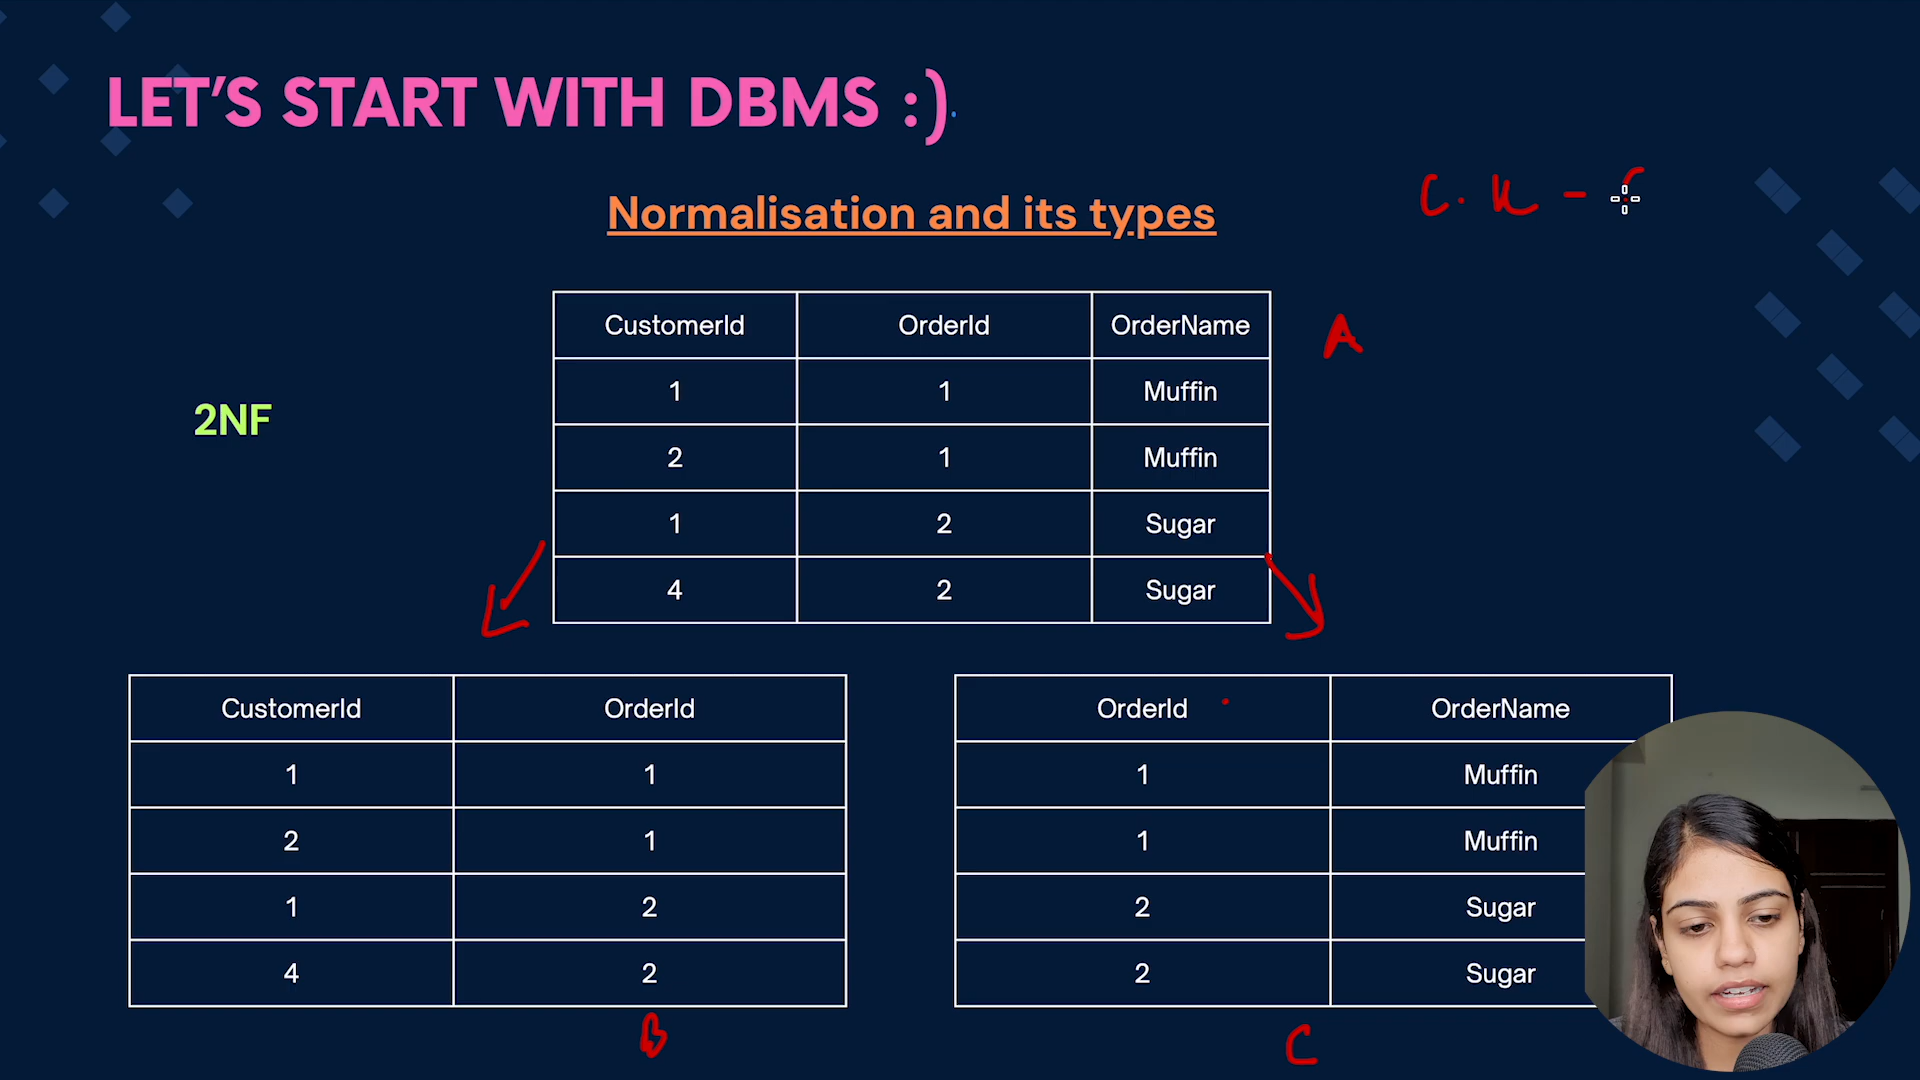 LET'S START WITH DBMS :)
Normalisation and its types
C. K -
CustomerId OrderId OrderName
A
1 1 Muffin
2NF
2 1 Muffin
1 2 Sugar
4 2 Sugar
CustomerId OrderId
1 1
2 1
1 2
4 2
B
OrderId OrderName
1 Muffin
1 Muffin
2 Sugar
2 Sugar
C